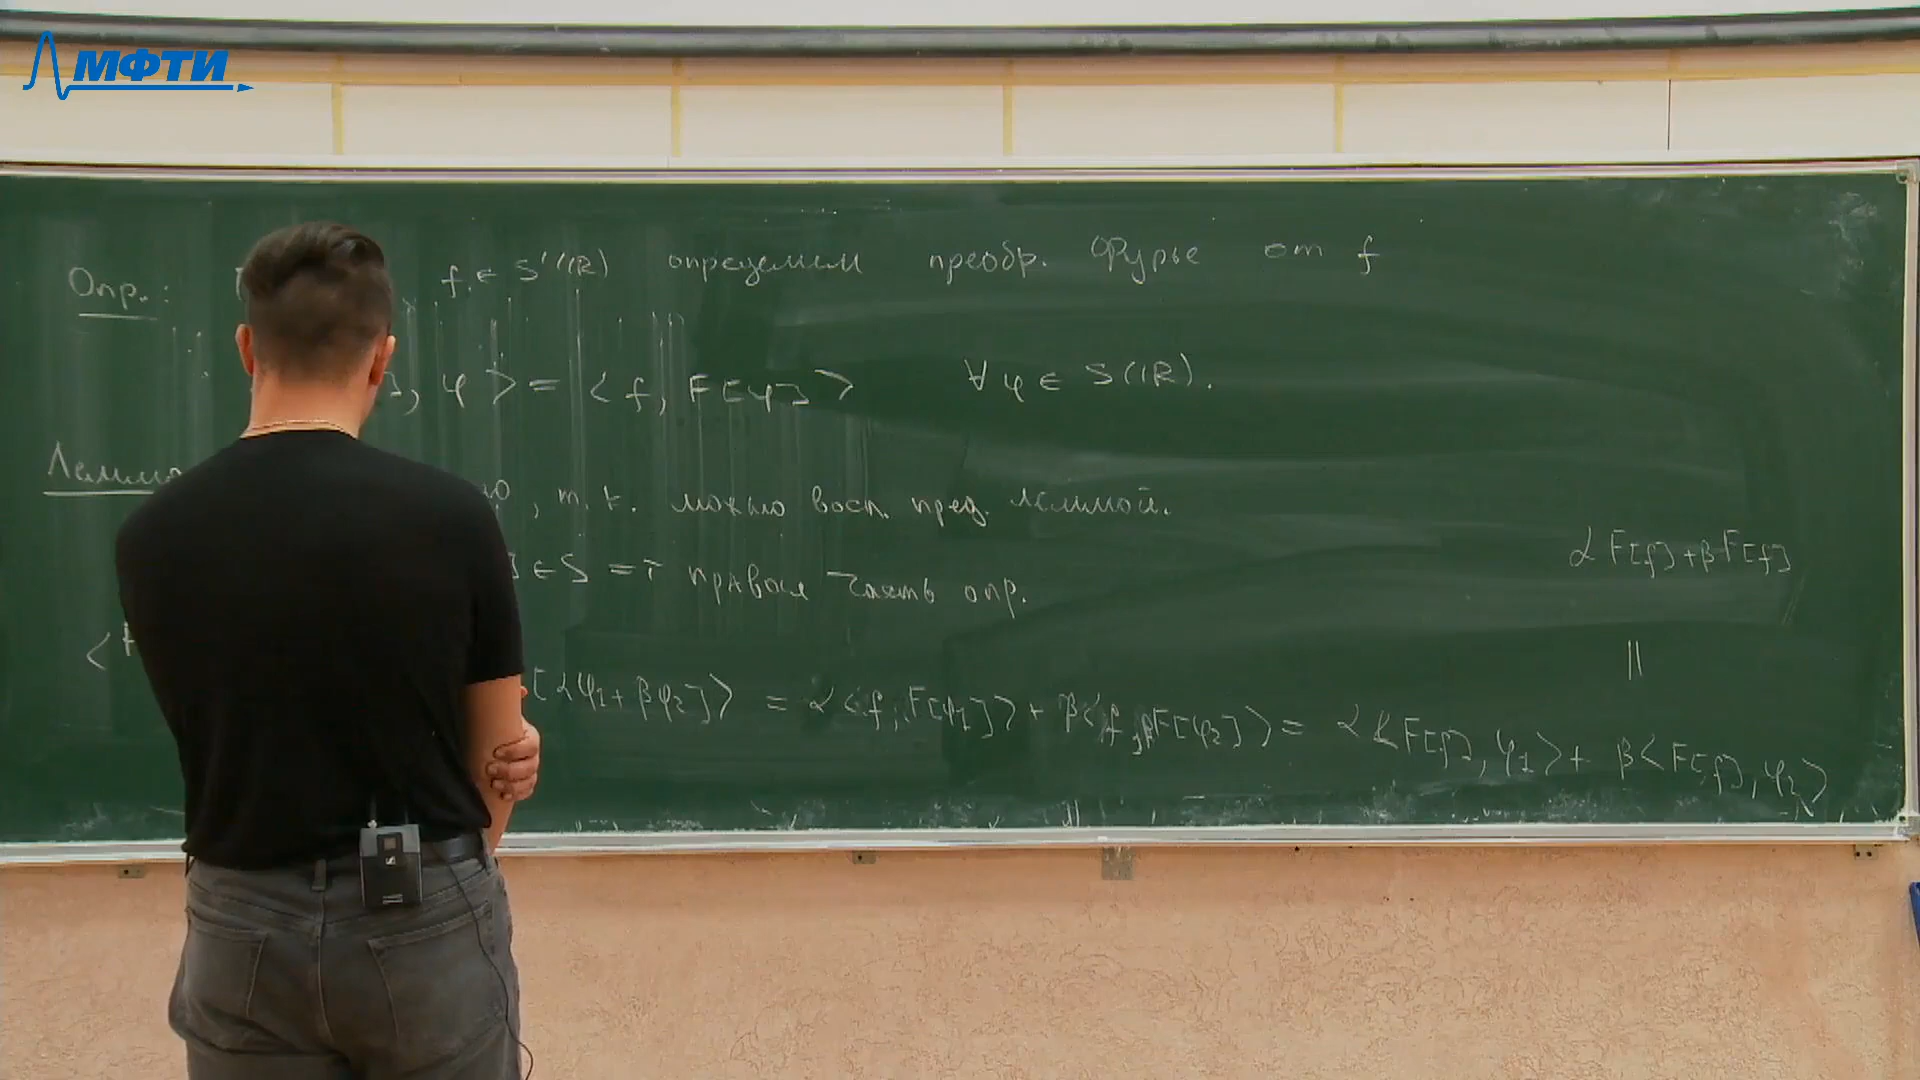 МФТИ
Опр.: f ∈ S'(ℝ) определим преобр. Фурье от f
, φ > = < f, F[φ] > ∀ φ ∈ S(ℝ).
Лемма
, т.к. можно восп. пред. леммой.
] ∈ S => правая часть опр.
α F[f] + β F[f]
||
[αφ₁ + βφ₂]> = α<f, F[φ₁]> + β<f, F[φ₂]> = α<F[f], φ₁> + β<F[f], φ₂>